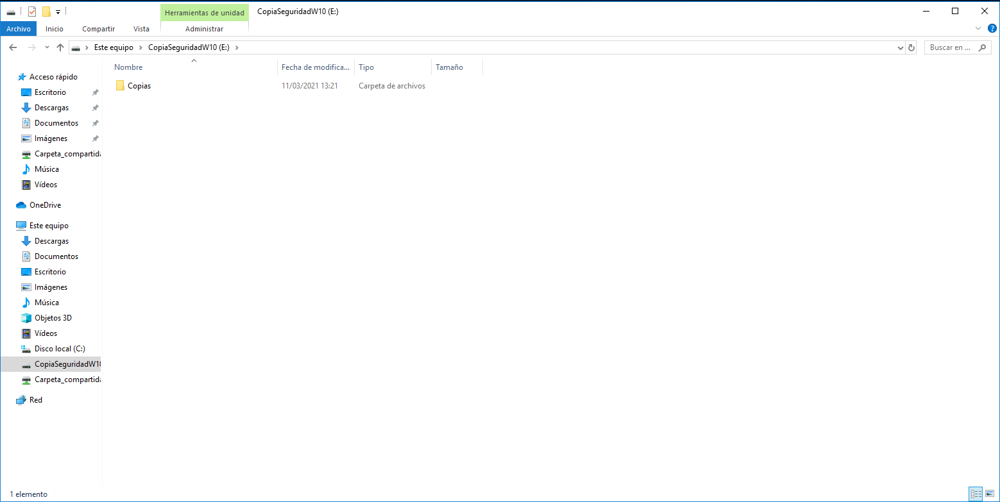 Herramientas de unidad
CopiaSeguridadW10 (E:)
Archivo
Inicio
Compartir
Vista
Administrar
?
Este equipo
CopiaSeguridadW10 (E:)
Buscar en ...
Nombre
Fecha de modifica...
Tipo
Tamaño
Copias
11/03/2021 13:21
Carpeta de archivos
Acceso rápido
Escritorio
Descargas
Documentos
Imágenes
Carpeta_compartida
Música
Vídeos
OneDrive
Este equipo
Descargas
Documentos
Escritorio
Imágenes
Música
Objetos 3D
Vídeos
Disco local (C:)
CopiaSeguridadW10
Carpeta_compartida
Red
1 elemento